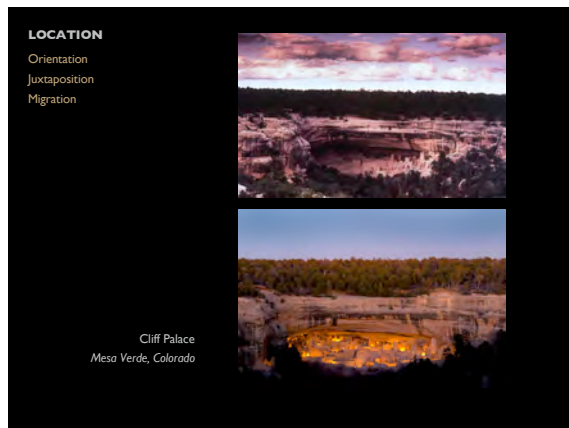 LOCATION
Orientation
Juxtaposition
Migration
Cliff Palace
Mesa Verde, Colorado